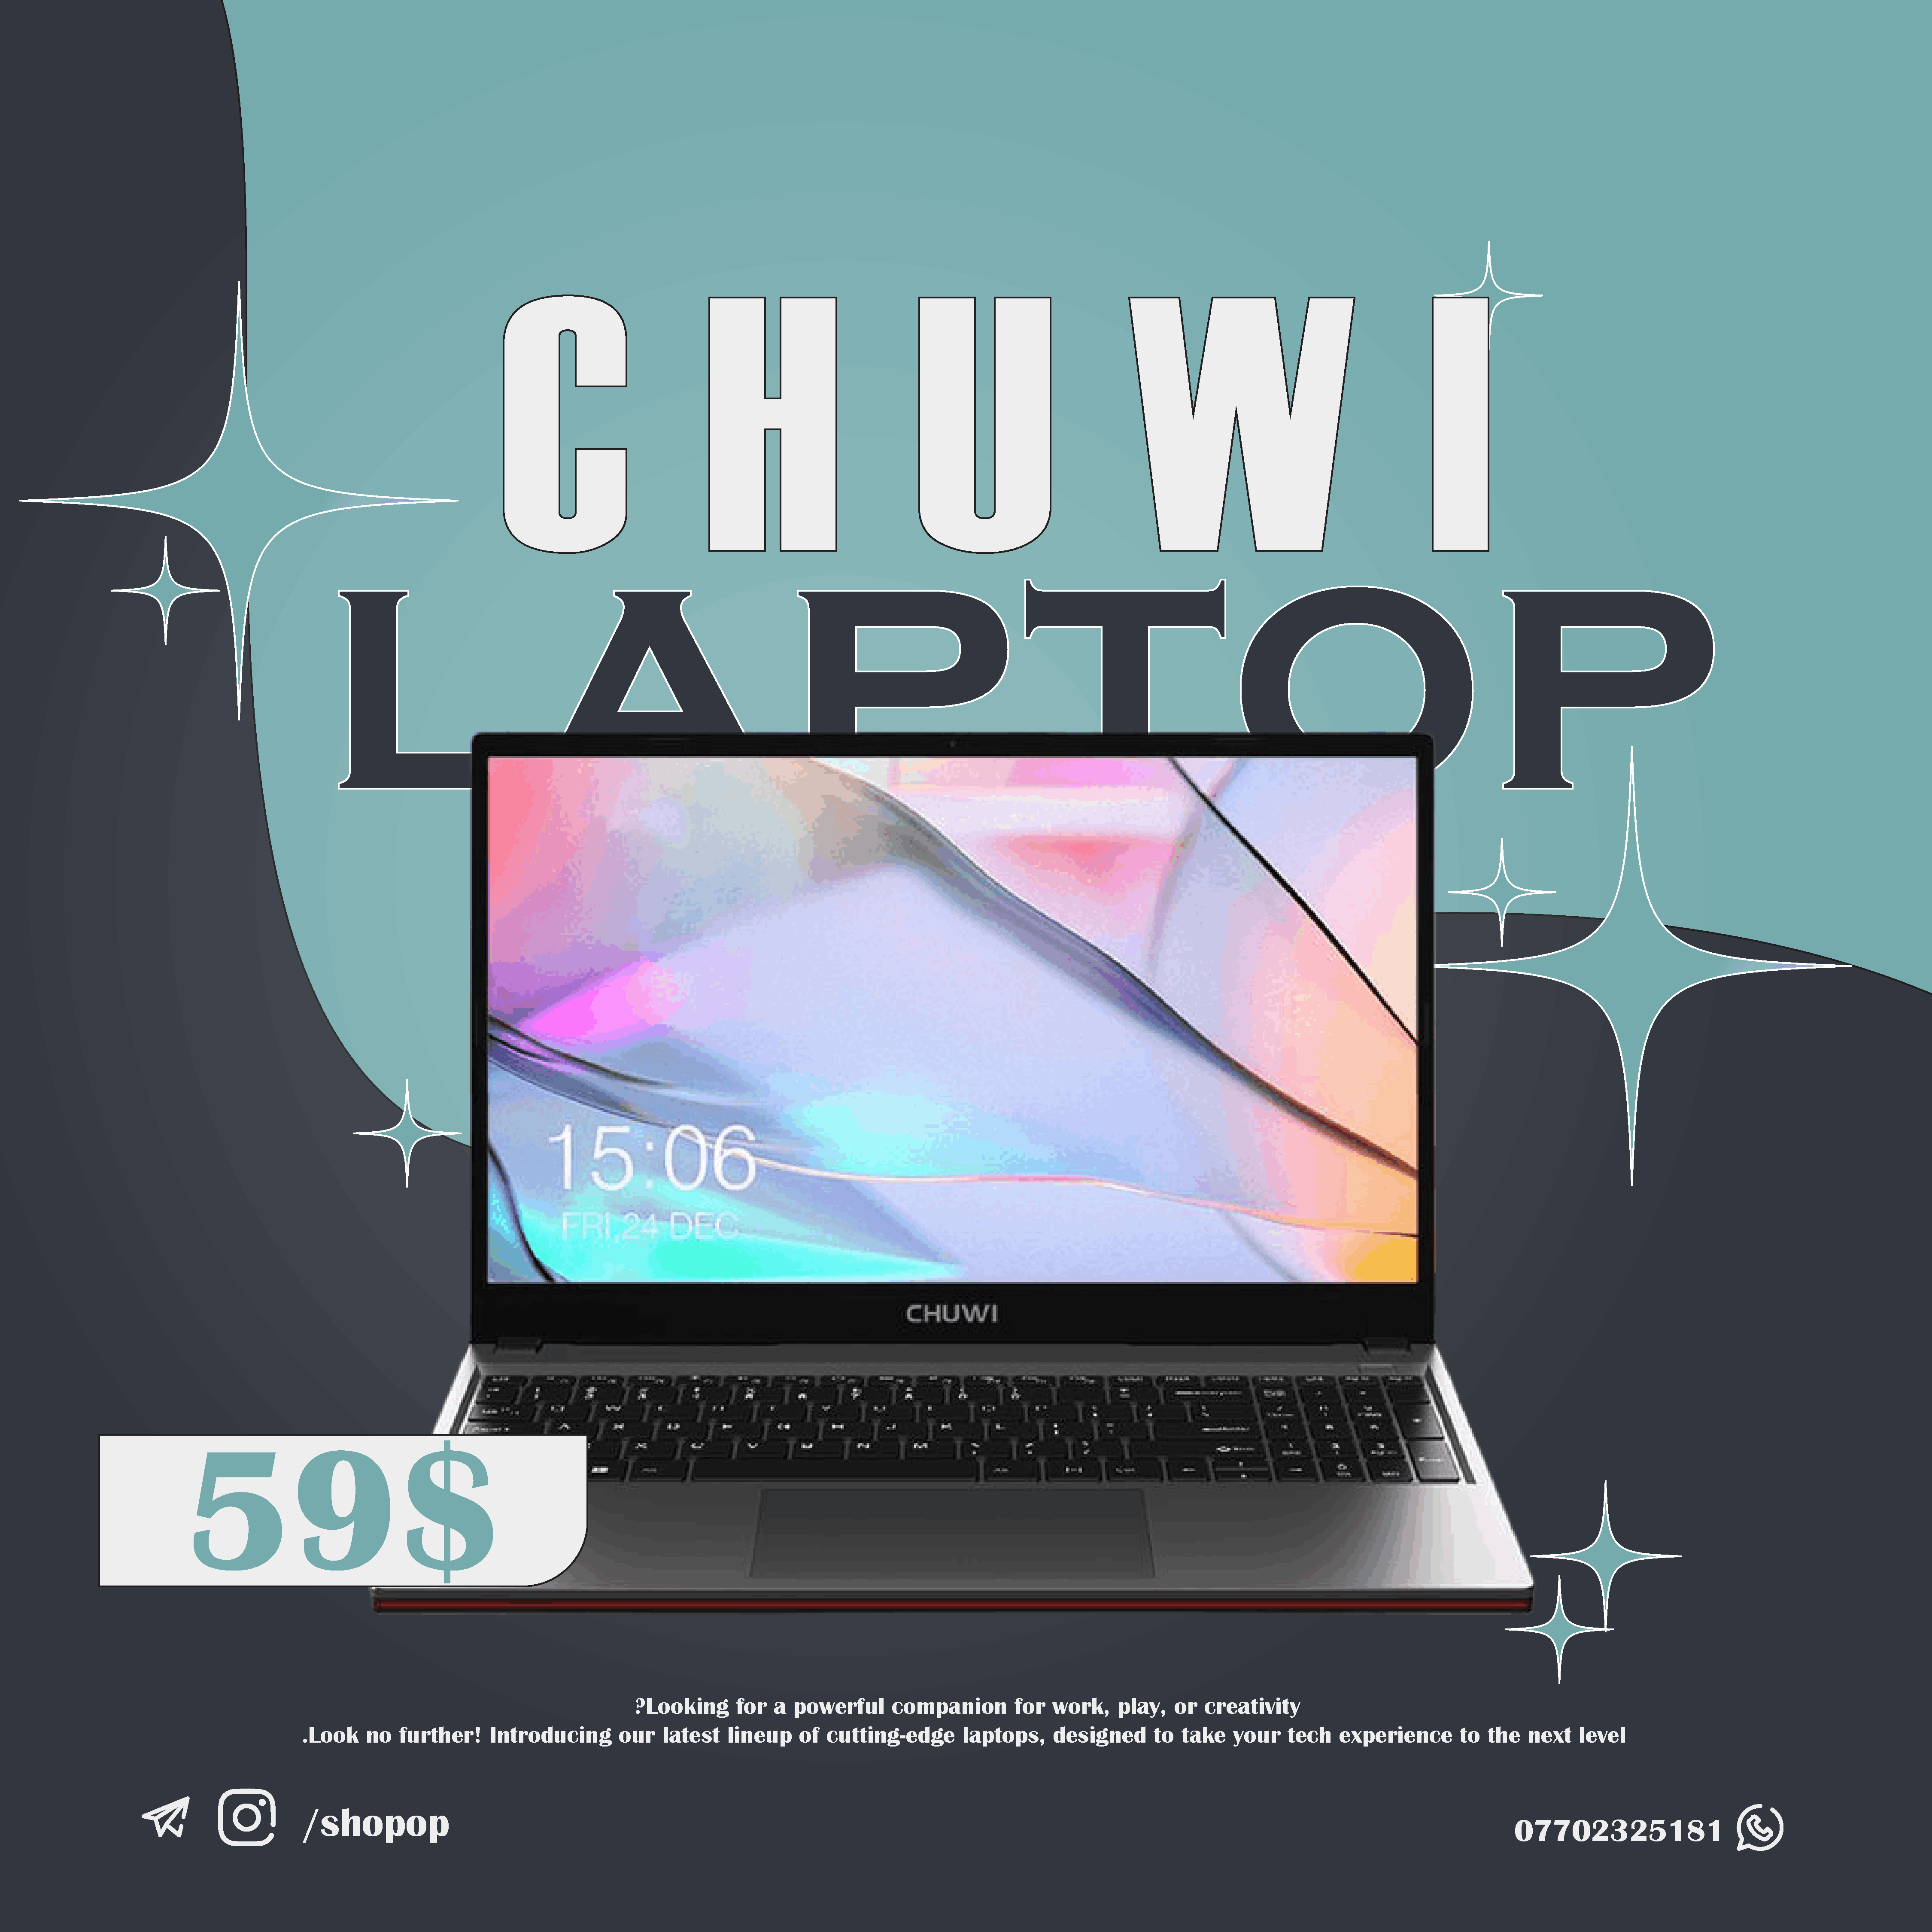 CHUWI
LAPTOP
15:06
FRI,24 DEC
CHUWI
59$
?Looking for a powerful companion for work, play, or creativity
.Look no further! Introducing our latest lineup of cutting-edge laptops, designed to take your tech experience to the next level
/shopop
07702325181